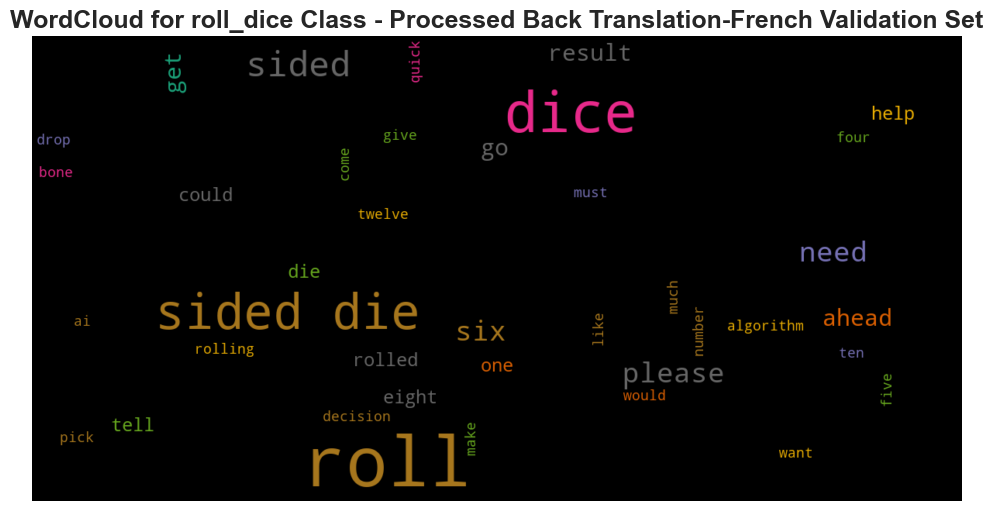 WordCloud for roll_dice Class - Processed Back Translation-French Validation Set
get
sided
quick
result
dice
help
drop
give
four
go
bone
come
could
must
twelve
need
die
sided die
much
ai
six
like
number
algorithm
ahead
rolling
rolled
one
ten
please
eight
would
five
decision
tell
make
pick
roll
want